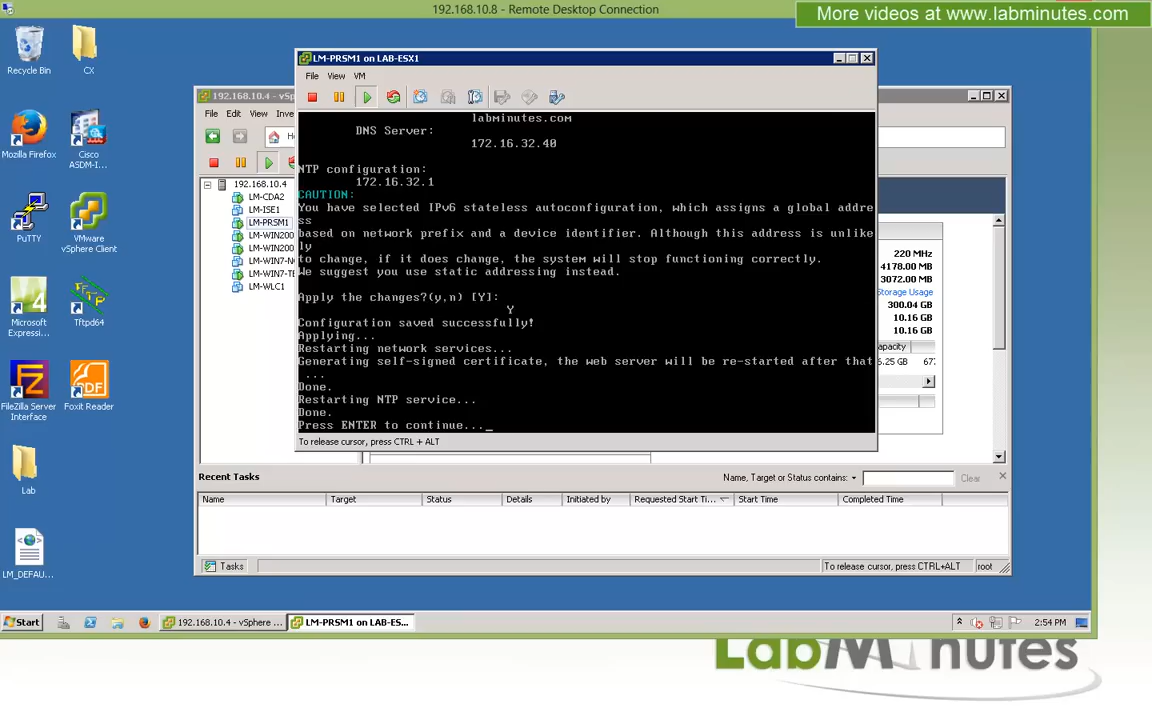 192.168.10.8 - Remote Desktop Connection
More videos at www.labminutes.com
Recycle Bin
CX
Mozilla Firefox
Cisco
ASDM-I...
PuTTY
VMware
vSphere Client
Microsoft
Expressi...
Tftpd64
FileZilla Server
Interface
Foxit Reader
Lab
LM_DEFAU...
192.168.10.4 - vSp
File Edit View Inve
192.168.10.4
LM-CDA2
LM-ISE1
LM-PRSM1
LM-WIN200
LM-WIN200
LM-WIN7-N
LM-WIN7-TE
LM-WLC1
LM-PRSM1 on LAB-ESX1
File View VM
labminutes.com
DNS Server:
172.16.32.40
NTP configuration:
172.16.32.1
CAUTION:
You have selected IPv6 stateless autoconfiguration, which assigns a global addre
ss
based on network prefix and a device identifier. Although this address is unlike
ly
to change, if it does change, the system will stop functioning correctly.
We suggest you use static addressing instead.
Apply the changes?(y,n) [Y]:
Y
Configuration saved successfully!
Applying...
Restarting network services...
Generating self-signed certificate, the web server will be re-started after that
...
Done.
Restarting NTP service...
Done.
Press ENTER to continue..._
To release cursor, press CTRL + ALT
220 MHz
4178.00 MB
3072.00 MB
Storage Usage
300.04 GB
10.16 GB
10.16 GB
apacity
6.25 GB 67
Recent Tasks
Name, Target or Status contains:
Clear
Name Target Status Details Initiated by Requested Start Ti... Start Time Completed Time
Tasks
To release cursor, press CTRL+ALT
root
Start
192.168.10.4 - vSphere ...
LM-PRSM1 on LAB-ES...
2:54 PM
LabMinutes